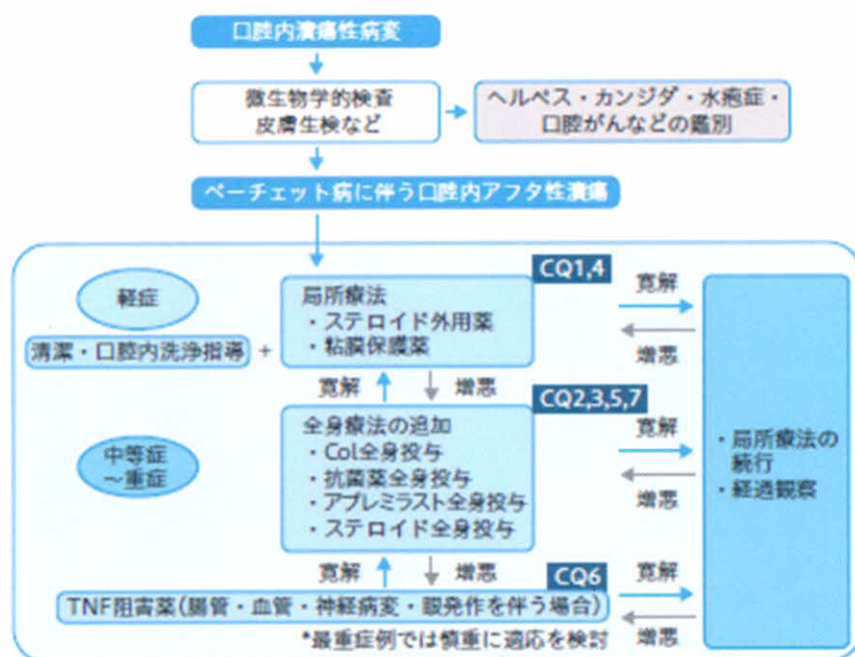 口腔内潰瘍性病変
微生物学的検査
皮膚生検など
ヘルペス・カンジダ・水疱症・
口腔がんなどの鑑別
ベーチェット病に伴う口腔内アフタ性潰瘍
CQ1,4
軽症
清潔・口腔内洗浄指導
+
局所療法
・ステロイド外用薬
・粘膜保護薬
寛解
増悪
寛解
増悪
CQ2,3,5,7
中等症
～重症
全身療法の追加
・Col全身投与
・抗菌薬全身投与
・アプレミラスト全身投与
・ステロイド全身投与
寛解
増悪
・局所療法の
続行
・経過観察
寛解
増悪
CQ6
TNF阻害薬(腸管・血管・神経病変・眼発作を伴う場合)
*最重症例では慎重に適応を検討
寛解
増悪